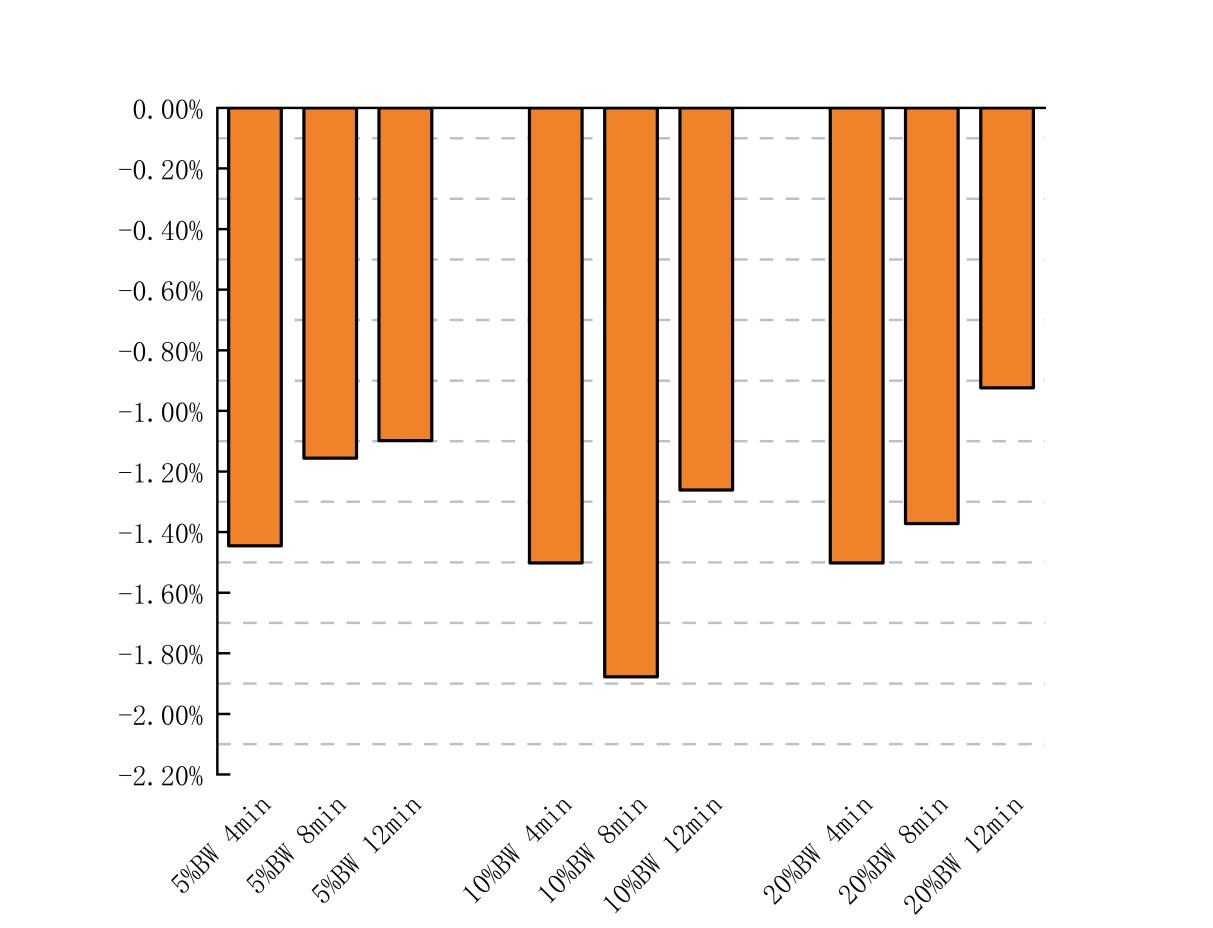 0.00%
-0.20%
-0.40%
-0.60%
-0.80%
-1.00%
-1.20%
-1.40%
-1.60%
-1.80%
-2.00%
-2.20%
5%BW 4min
5%BW 8min
5%BW 12min
10%BW 4min
10%BW 8min
10%BW 12min
20%BW 4min
20%BW 8min
20%BW 12min